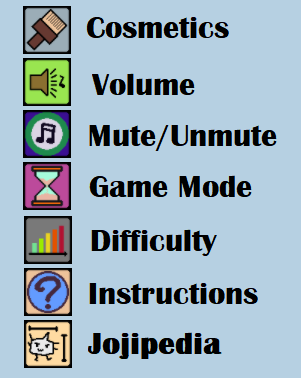 Cosmetics
Volume
Mute/Unmute
Game Mode
Difficulty
Instructions
Jojipedia